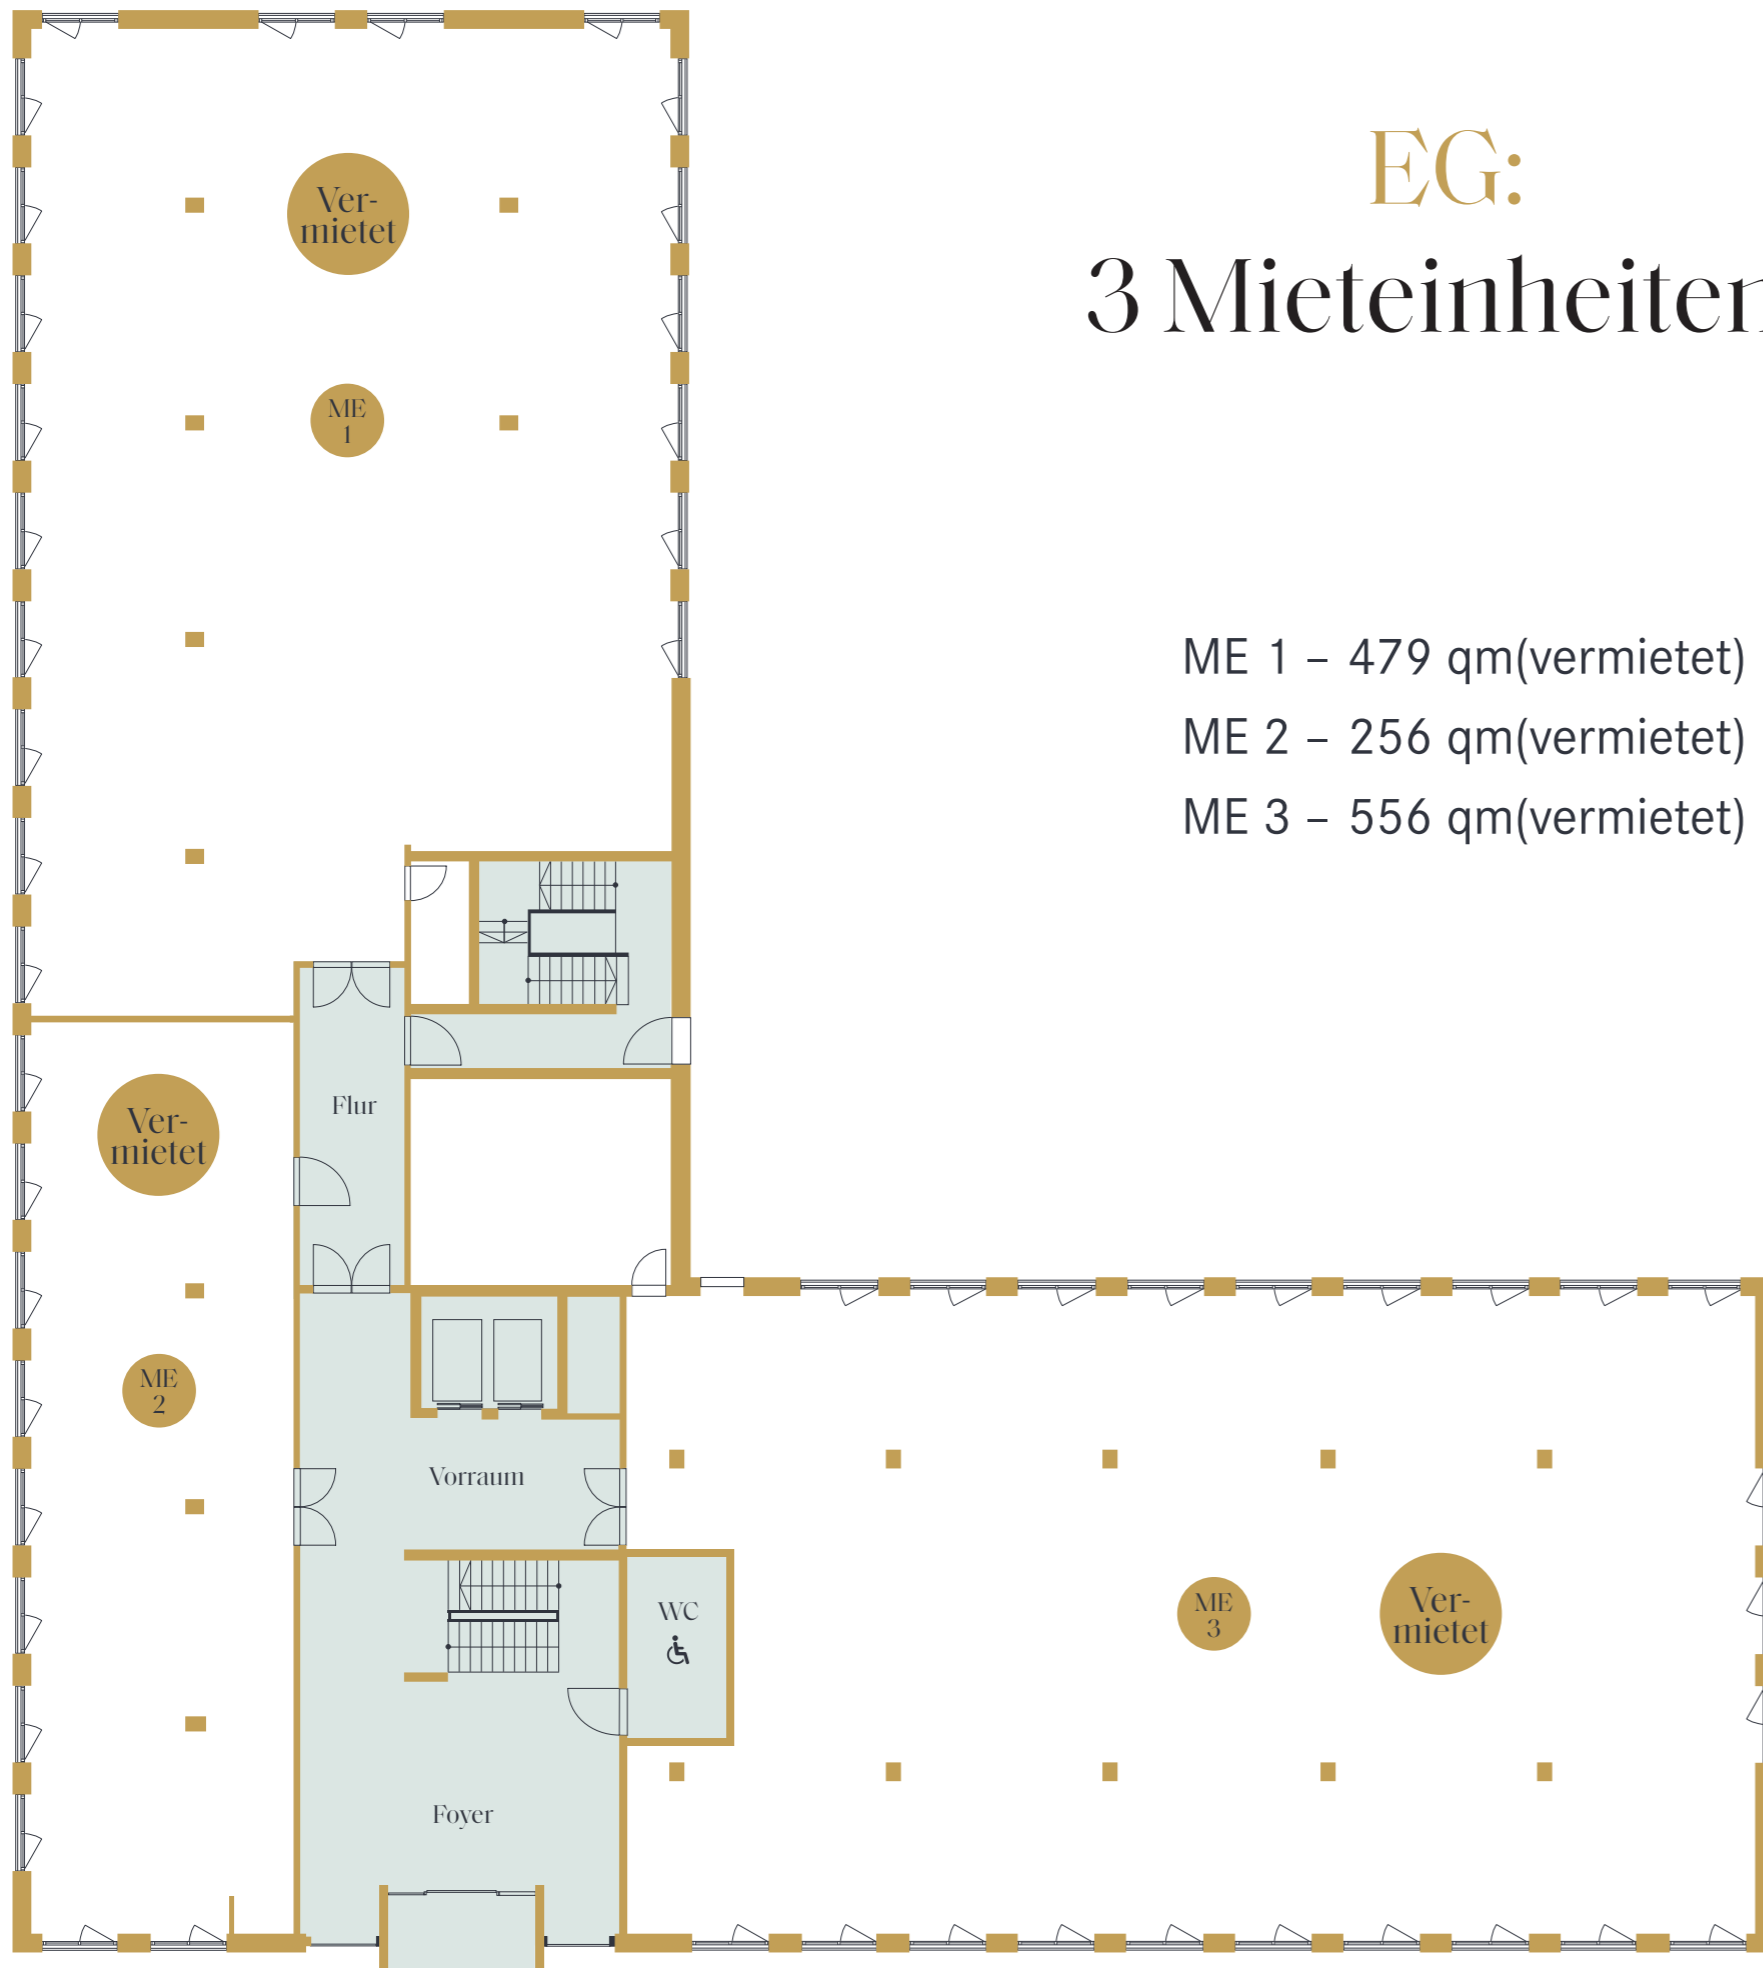 EG:
3 Mieteinheiten
Ver-
mietet
ME
1
ME 1 – 479 qm(vermietet)
ME 2 – 256 qm(vermietet)
ME 3 – 556 qm(vermietet)
Flur
Ver-
mietet
ME
2
Vorraum
WC
ME
3
Ver-
mietet
Foyer